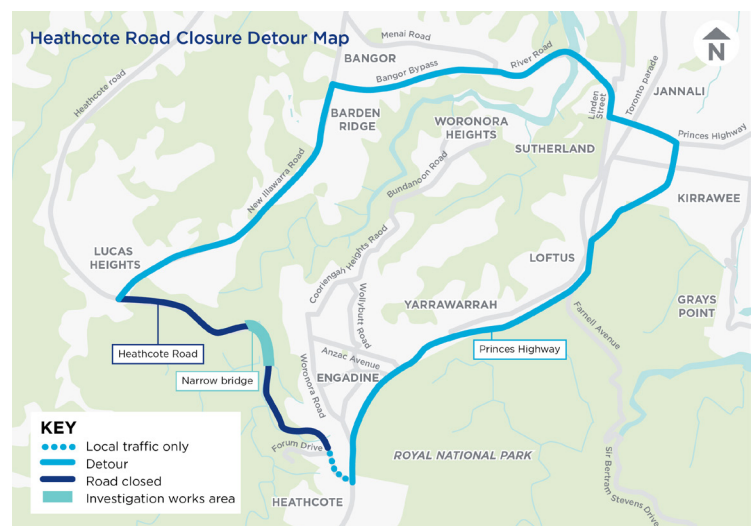 Heathcote Road Closure Detour Map
N
Menai Road
BANGOR
River Road
Bangor Bypass
Heathcote road
Toronto parade
JANNALI
Linden
Street
BARDEN
RIDGE
WORONORA
HEIGHTS
Princes Highway
SUTHERLAND
Bundanoon Road
New Illawarra Road
KIRRAWEE
LUCAS
HEIGHTS
Coorlengah Heights Raod
LOFTUS
Wollybutt Road
YARRAWARRAH
GRAYS
POINT
Farnell Avenue
Heathcote Road
Princes Highway
Anzac Avenue
Narrow bridge
Woronora Road
ENGADINE
KEY
Local traffic only
Detour
Road closed
Investigation works area
Forum Drive
ROYAL NATIONAL PARK
Sir Bertram Stevens Drive
HEATHCOTE